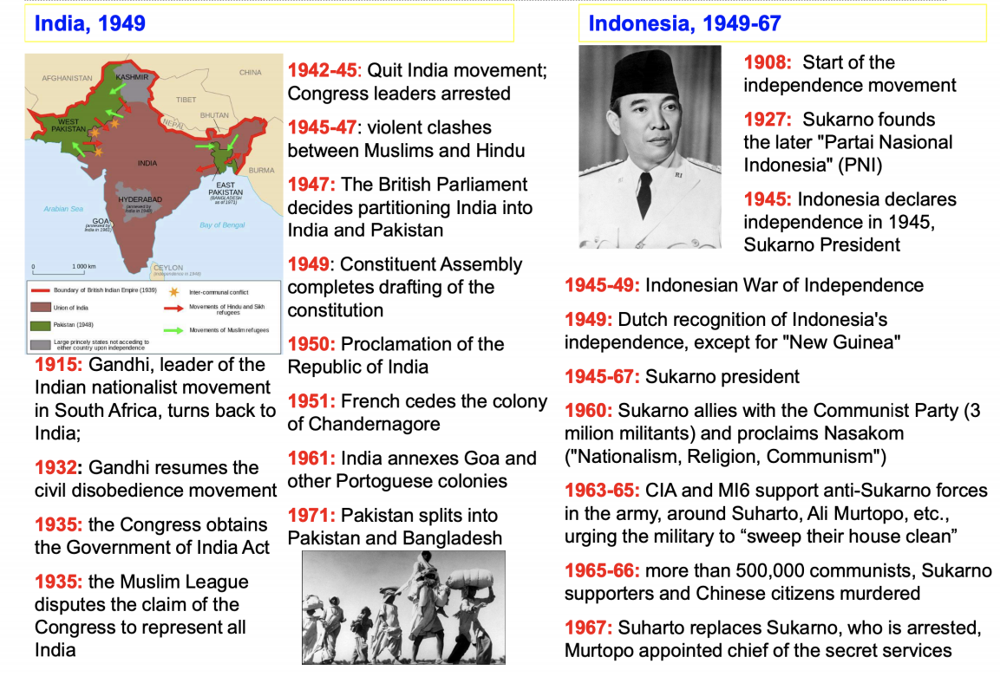 India, 1949
AFGHANISTAN
CHINA
KASHMIR
TIBET
WEST
PAKISTAN
NEPAL
BHUTAN
INDIA
BURMA
EAST
PAKISTAN
(BANGLADESH
as of 1971)
HYDERABAD
(annexed by
India in 1948)
Arabian Sea
GOA
(annexed by
India in 1961)
Bay of Bengal
0
1 000 km
CEYLON
(independence in 1948)
Boundary of British Indian Empire (1939)
Union of India
Pakistan (1948)
Large princely states not acceding to
either country upon independence
Inter-communal conflict
Movements of Hindu and Sikh
refugees
Movements of Muslim refugees
1915: Gandhi, leader of the
Indian nationalist movement
in South Africa, turns back to
India;
1932: Gandhi resumes the
civil disobedience movement
1935: the Congress obtains
the Government of India Act
1935: the Muslim League
disputes the claim of the
Congress to represent all
India
1942-45: Quit India movement;
Congress leaders arrested
1945-47: violent clashes
between Muslims and Hindu
1947: The British Parliament
decides partitioning India into
India and Pakistan
1949: Constituent Assembly
completes drafting of the
constitution
1950: Proclamation of the
Republic of India
1951: French cedes the colony
of Chandernagore
1961: India annexes Goa and
other Portoguese colonies
1971: Pakistan splits into
Pakistan and Bangladesh
Indonesia, 1949-67
RI
1908: Start of the
independence movement
1927: Sukarno founds
the later "Partai Nasional
Indonesia" (PNI)
1945: Indonesia declares
independence in 1945,
Sukarno President
1945-49: Indonesian War of Independence
1949: Dutch recognition of Indonesia's
independence, except for "New Guinea"
1945-67: Sukarno president
1960: Sukarno allies with the Communist Party (3
milion militants) and proclaims Nasakom
("Nationalism, Religion, Communism")
1963-65: CIA and MI6 support anti-Sukarno forces
in the army, around Suharto, Ali Murtopo, etc.,
urging the military to “sweep their house clean”
1965-66: more than 500,000 communists, Sukarno
supporters and Chinese citizens murdered
1967: Suharto replaces Sukarno, who is arrested,
Murtopo appointed chief of the secret services